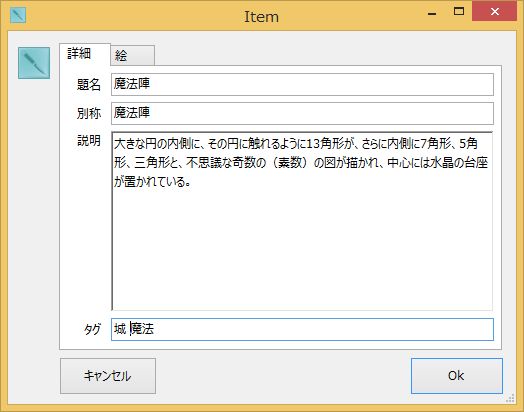 Item
詳細
絵
題名
魔法陣
別称
魔法陣
説明
大きな円の内側に、その円に触れるように13角形が、さらに内側に7角形、5角
形、三角形と、不思議な奇数の（素数）の図が描かれ、中心には水晶の台座
が置かれている。
タグ
城 魔法
キャンセル
Ok